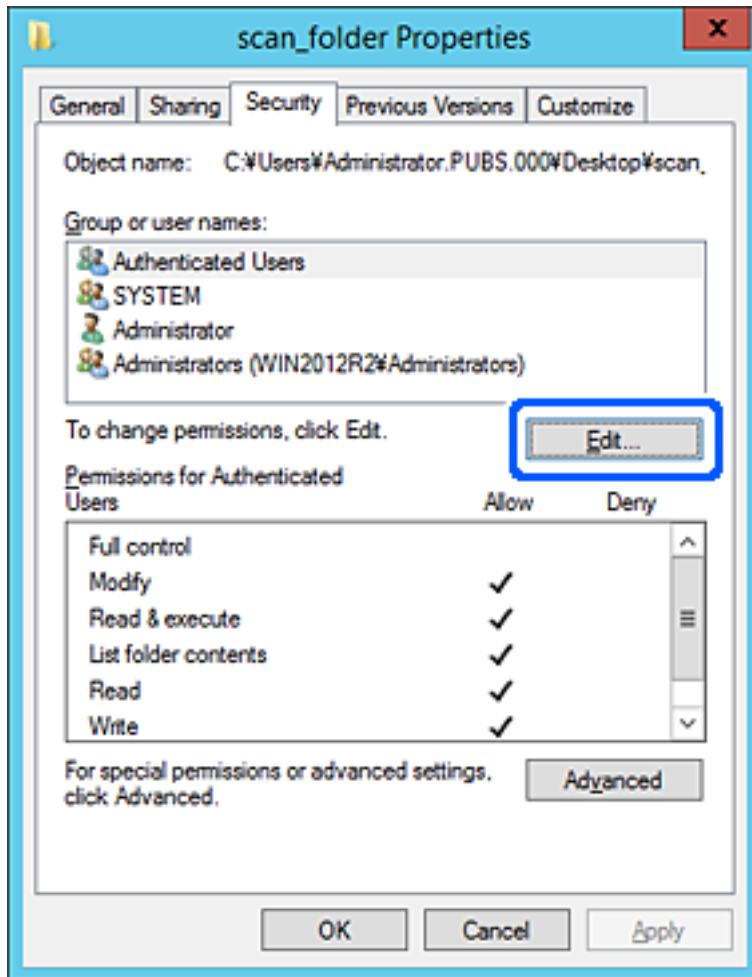 scan_folder Properties
x
General Sharing Security Previous Versions Customize
Object name: C:¥Users¥Administrator.PUBS.000¥Desktop¥scan_
Group or user names:
Authenticated Users
SYSTEM
Administrator
Administrators (WIN2012R2¥Administrators)
To change permissions, click Edit.
Edit...
Permissions for Authenticated
Users Allow Deny
Full control
Modify
Read & execute
List folder contents
Read
Write
For special permissions or advanced settings,
click Advanced.
Advanced
OK Cancel Apply